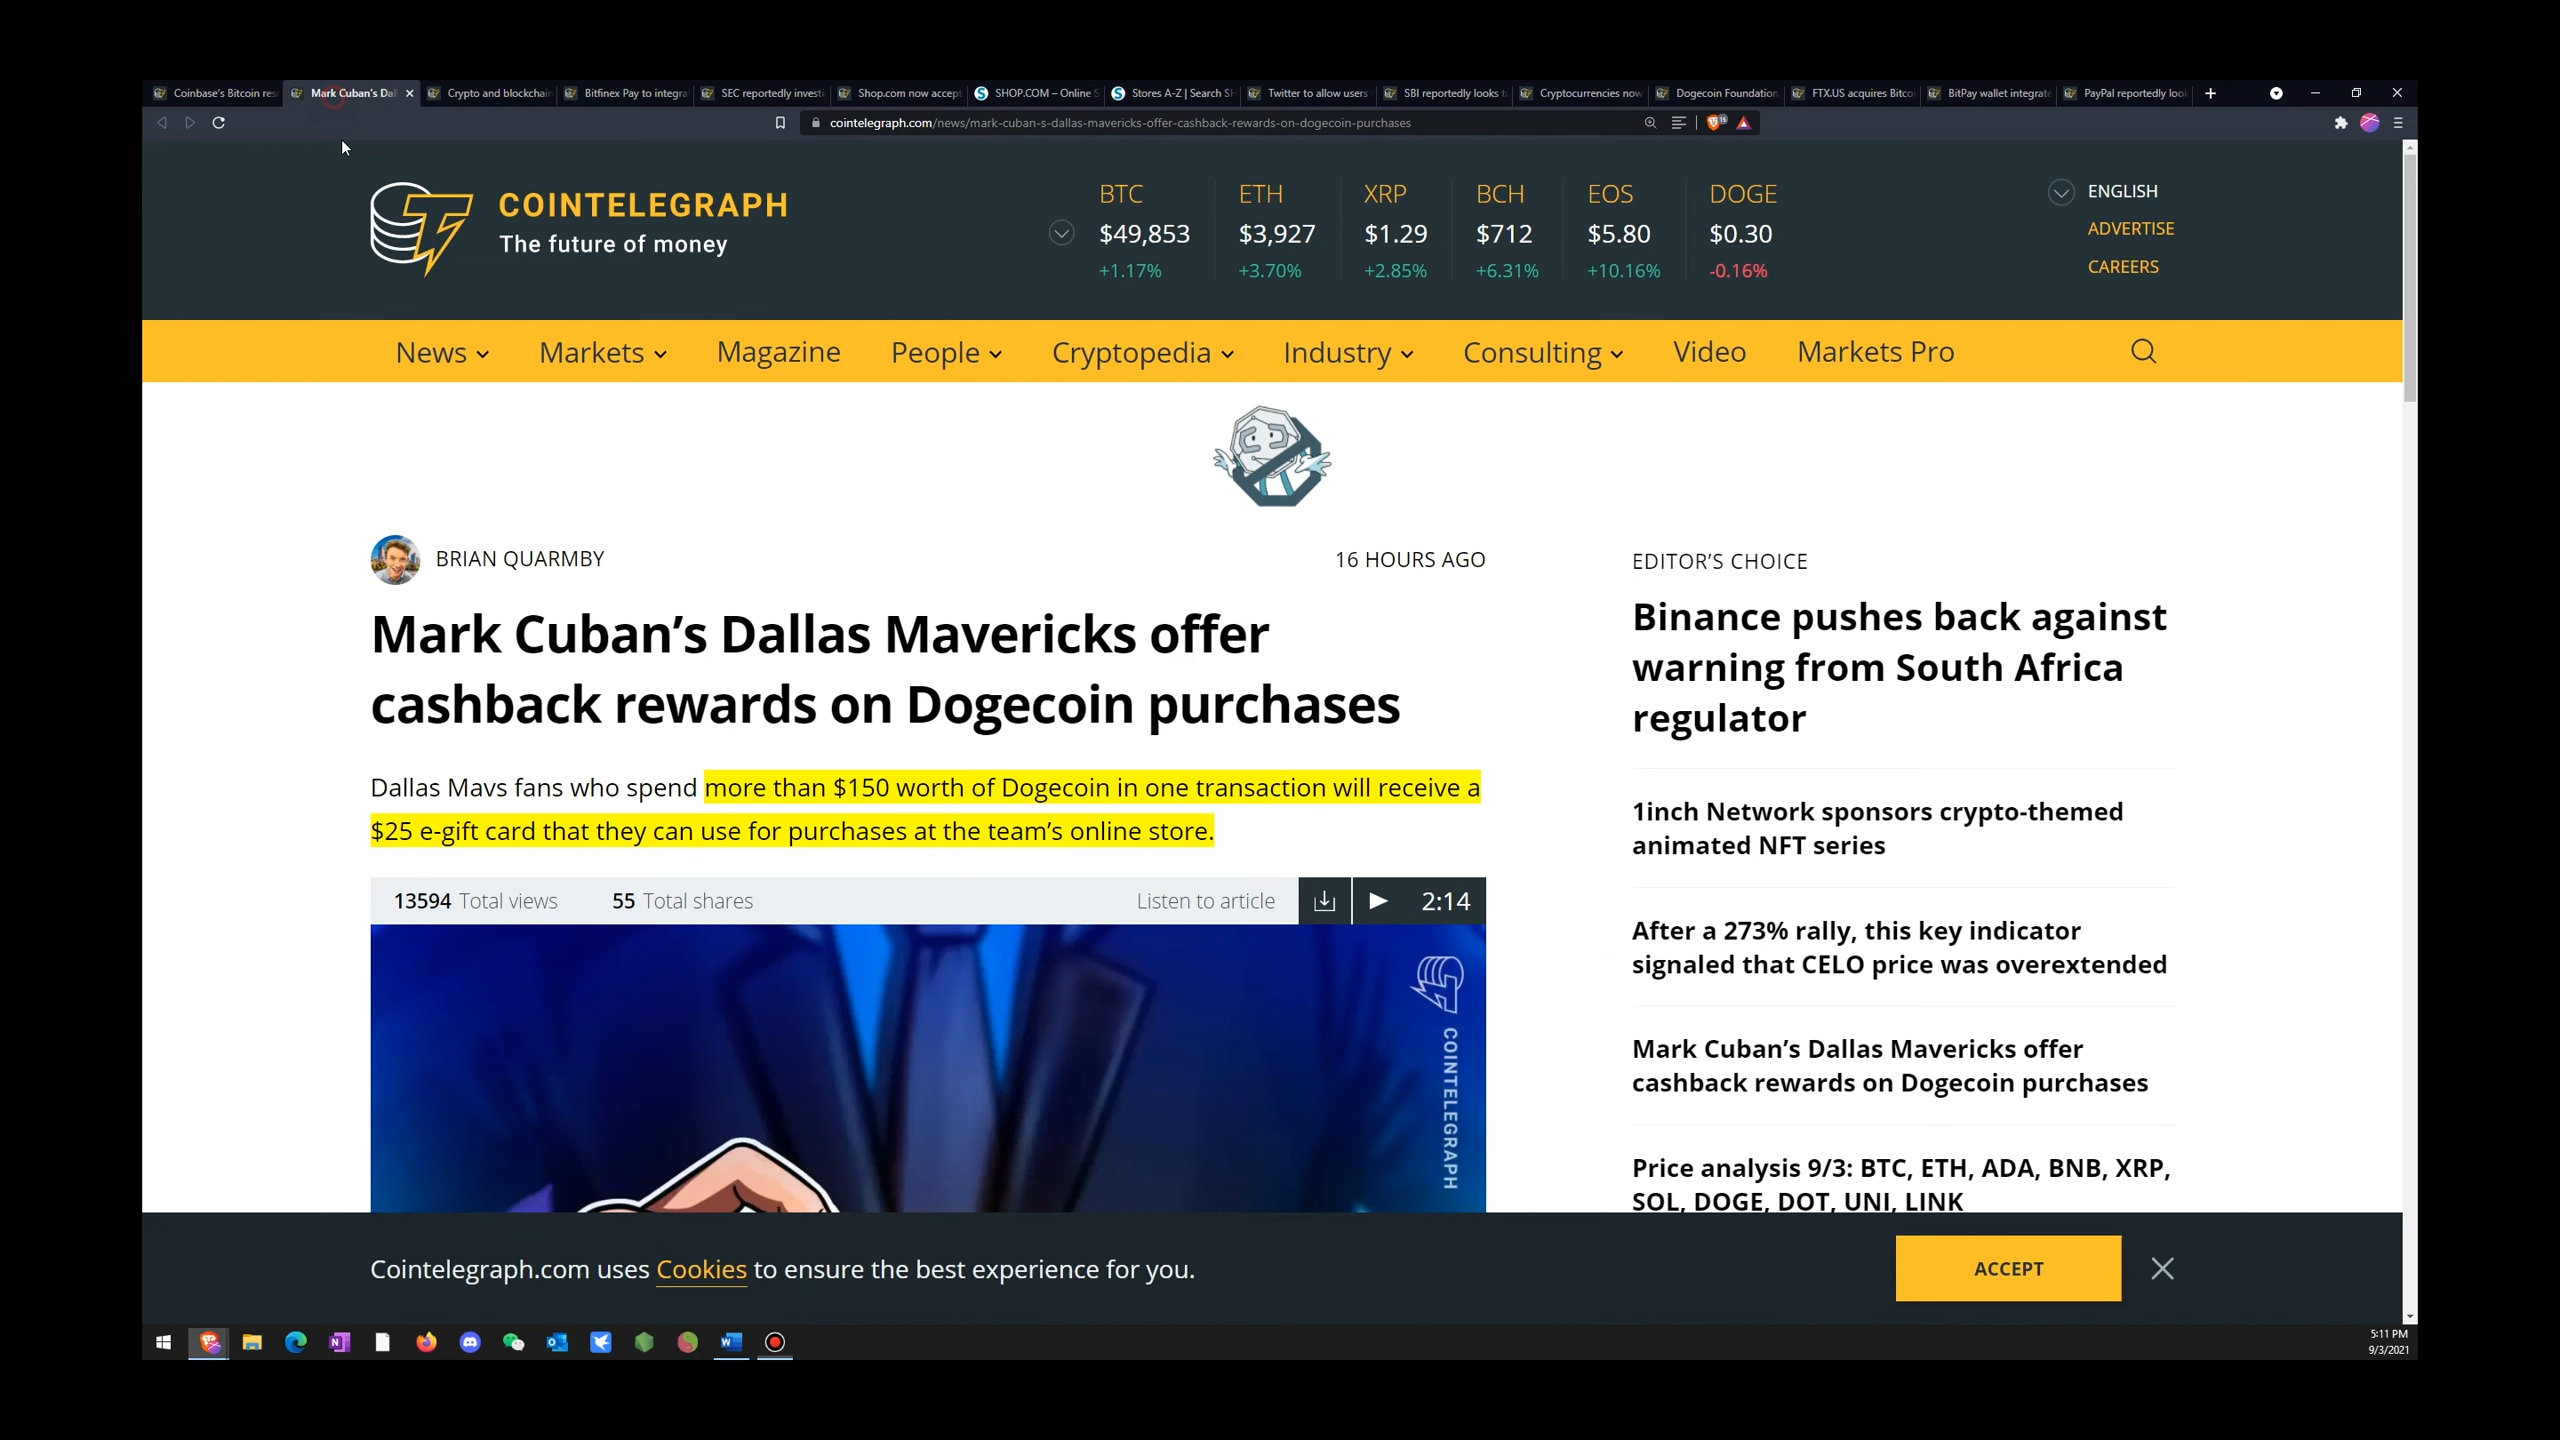 Coinbase's Bitcoin res
Mark Cuban's Dal
Crypto and blockchain
Bitfinex Pay to integra
SEC reportedly investi
Shop.com now accept
SHOP.COM – Online S
Stores A-Z | Search SH
Twitter to allow users
SBI reportedly looks t
Cryptocurrencies now
Dogecoin Foundation
FTX.US acquires Bitco
BitPay wallet integrate
PayPal reportedly look
cointelegraph.com/news/mark-cuban-s-dallas-mavericks-offer-cashback-rewards-on-dogecoin-purchases
15
COINTELEGRAPH
The future of money
BTC
$49,853
+1.17%
ETH
$3,927
+3.70%
XRP
$1.29
+2.85%
BCH
$712
+6.31%
EOS
$5.80
+10.16%
DOGE
$0.30
-0.16%
ENGLISH
ADVERTISE
CAREERS
News
Markets
Magazine
People
Cryptopedia
Industry
Consulting
Video
Markets Pro
BRIAN QUARMBY
16 HOURS AGO
Mark Cuban’s Dallas Mavericks offer
cashback rewards on Dogecoin purchases
Dallas Mavs fans who spend more than $150 worth of Dogecoin in one transaction will receive a
$25 e-gift card that they can use for purchases at the team’s online store.
13594 Total views
55 Total shares
Listen to article
2:14
COINTELEGRAPH
EDITOR’S CHOICE
Binance pushes back against
warning from South Africa
regulator
1inch Network sponsors crypto-themed
animated NFT series
After a 273% rally, this key indicator
signaled that CELO price was overextended
Mark Cuban’s Dallas Mavericks offer
cashback rewards on Dogecoin purchases
Price analysis 9/3: BTC, ETH, ADA, BNB, XRP,
SOL, DOGE, DOT, UNI, LINK
Cointelegraph.com uses Cookies to ensure the best experience for you.
ACCEPT
5:11 PM
9/3/2021